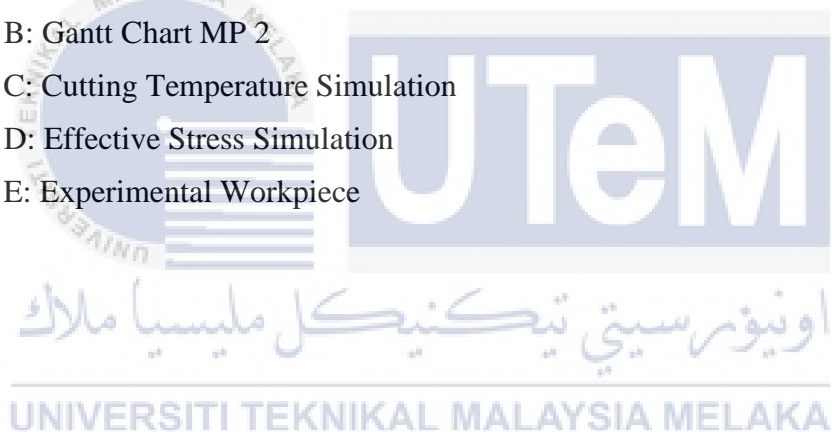 B: Gantt Chart MP 2
C: Cutting Temperature Simulation
D: Effective Stress Simulation
E: Experimental Workpiece
UTeM
اونيۏرسيتي تيكنيكل مليسيا ملاك
UNIVERSITI TEKNIKAL MALAYSIA MELAKA